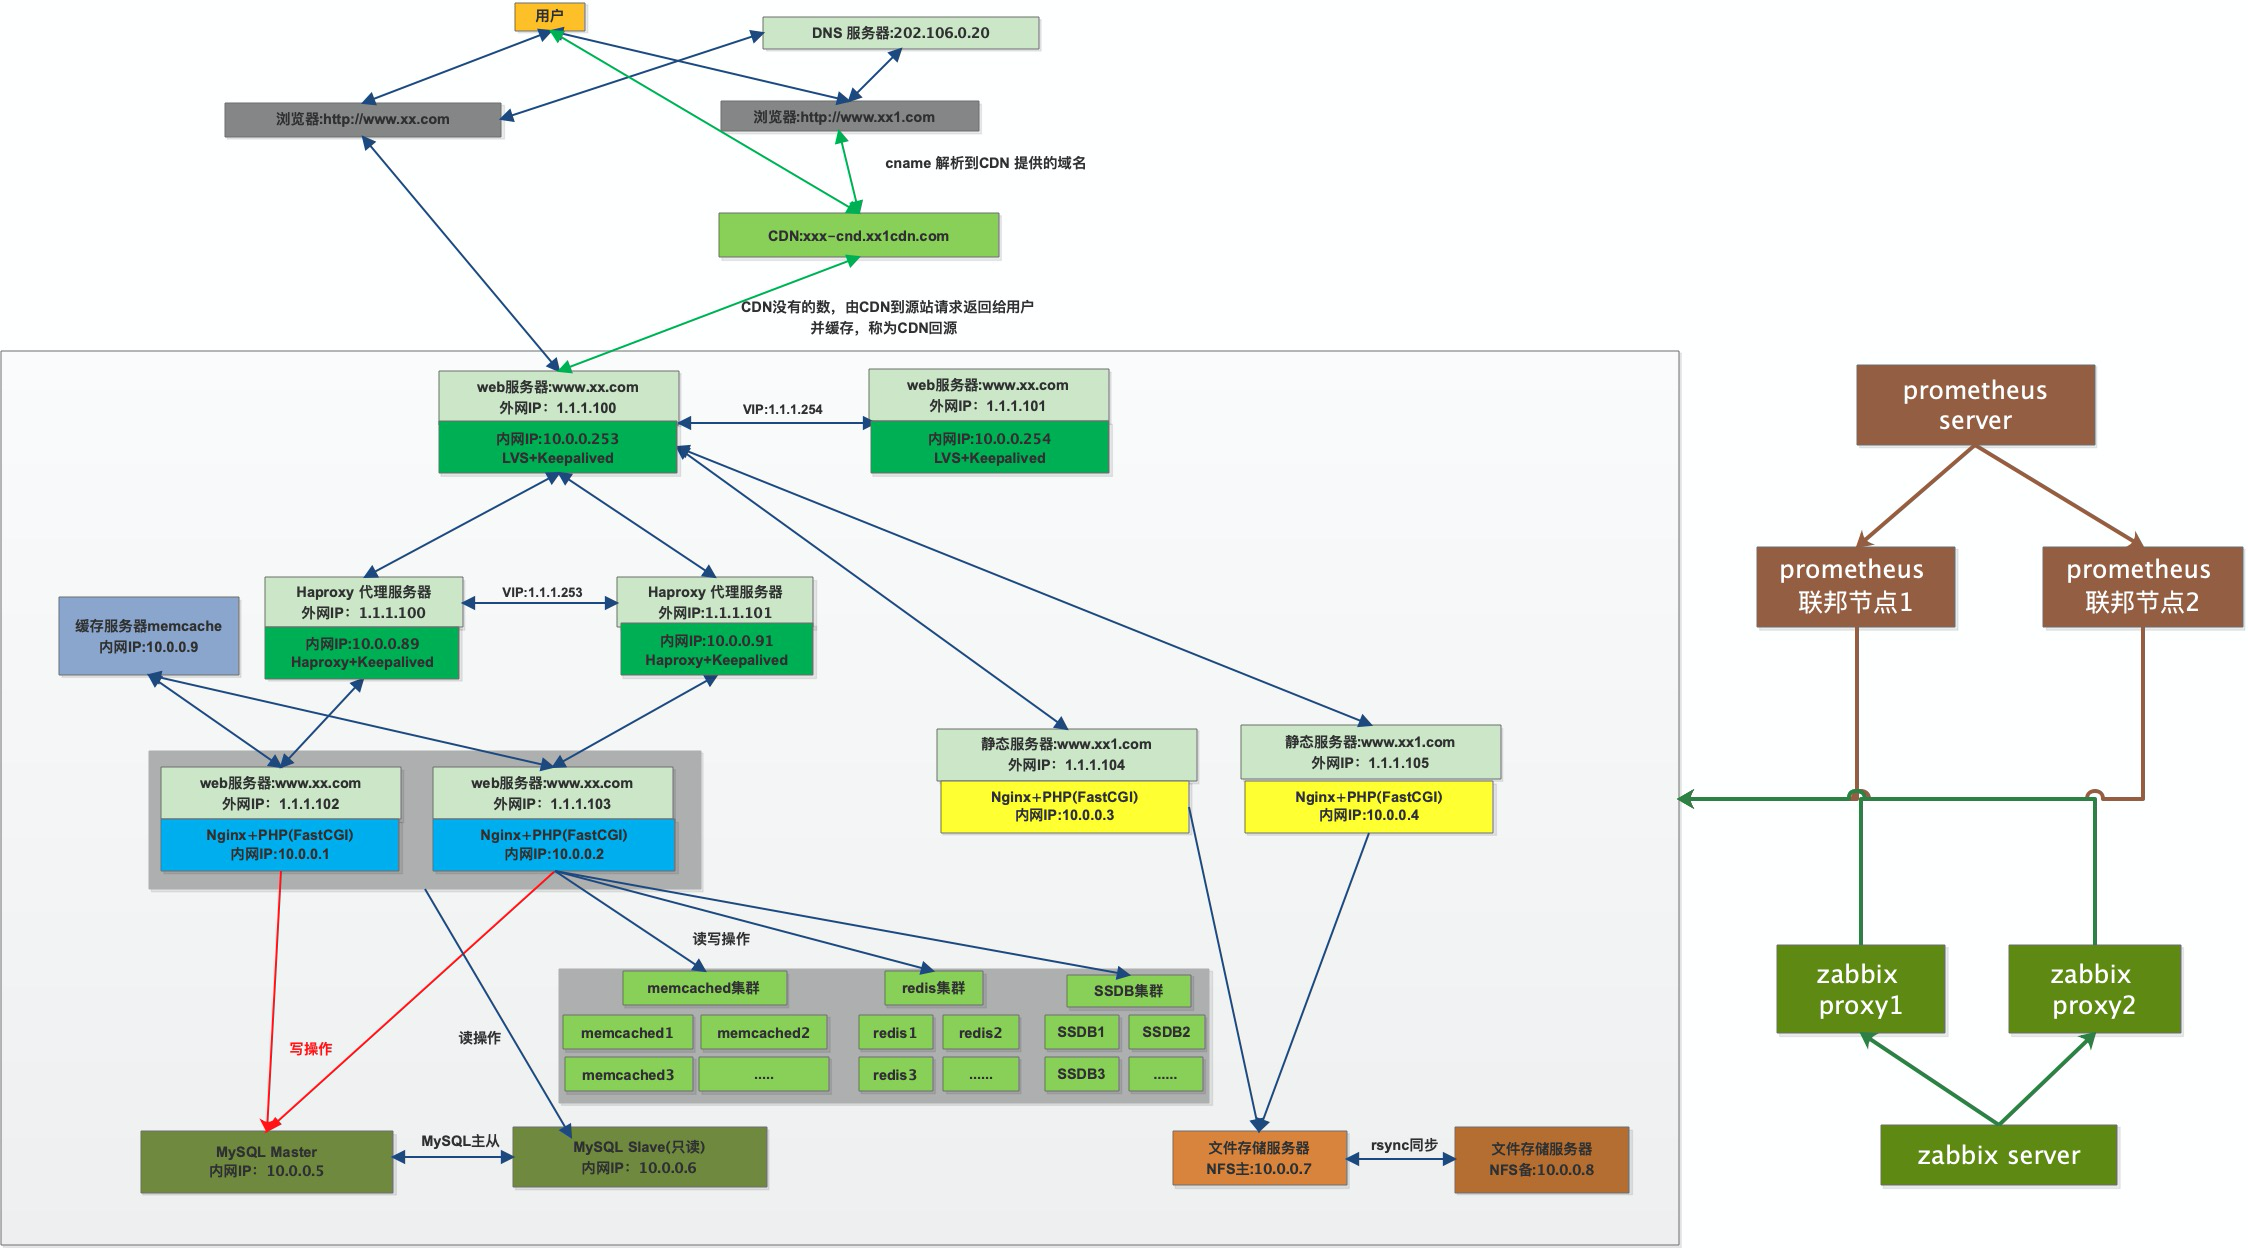 用户
DNS 服务器:202.106.0.20
浏览器:http://www.xx.com
浏览器:http://www.xx1.com
cname 解析到CDN 提供的域名
CDN:xxx-cnd.xx1cdn.com
CDN没有的数，由CDN到源站请求返回给用户
并缓存，称为CDN回源
web服务器:www.xx.com
外网IP：1.1.1.100
内网IP:10.0.0.253
LVS+Keepalived
VIP:1.1.1.254
web服务器:www.xx.com
外网IP：1.1.1.101
内网IP:10.0.0.254
LVS+Keepalived
Haproxy 代理服务器
外网IP：1.1.1.100
内网IP:10.0.0.89
Haproxy+Keepalived
VIP:1.1.1.253
Haproxy 代理服务器
外网IP:1.1.1.101
内网IP:10.0.0.91
Haproxy+Keepalived
缓存服务器memcache
内网IP:10.0.0.9
web服务器:www.xx.com
外网IP：1.1.1.102
Nginx+PHP(FastCGI)
内网IP:10.0.0.1
web服务器:www.xx.com
外网IP：1.1.1.103
Nginx+PHP(FastCGI)
内网IP:10.0.0.2
静态服务器:www.xx1.com
外网IP：1.1.1.104
Nginx+PHP(FastCGI)
内网IP:10.0.0.3
静态服务器:www.xx1.com
外网IP：1.1.1.105
Nginx+PHP(FastCGI)
内网IP:10.0.0.4
读写操作
memcached集群
redis集群
SSDB集群
memcached1
memcached2
redis1
redis2
SSDB1
SSDB2
memcached3
.....
redis3
......
SSDB3
......
写操作
读操作
MySQL Master
内网IP：10.0.0.5
MySQL主从
MySQL Slave(只读)
内网IP：10.0.0.6
文件存储服务器
NFS主:10.0.0.7
rsync同步
文件存储服务器
NFS备:10.0.0.8
prometheus
server
prometheus
联邦节点1
prometheus
联邦节点2
zabbix
proxy1
zabbix
proxy2
zabbix server